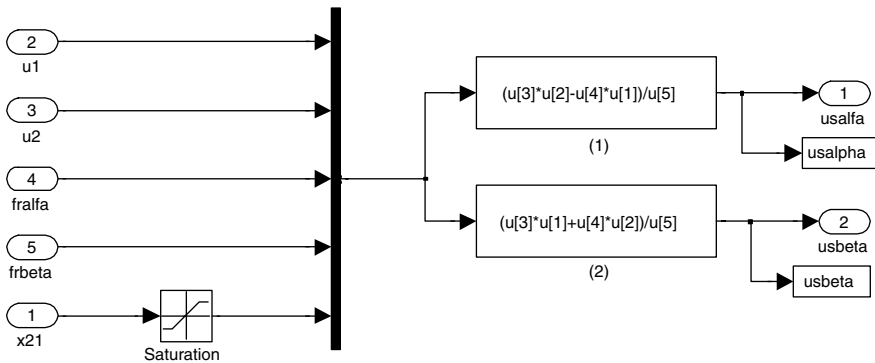 2
u1
3
u2
4
fralfa
5
frbeta
1
x21
Saturation
(u[3]*u[2]-u[4]*u[1])/u[5]
(1)
(u[3]*u[1]+u[4]*u[2])/u[5]
(2)
1
usalfa
usalpha
2
usbeta
usbeta